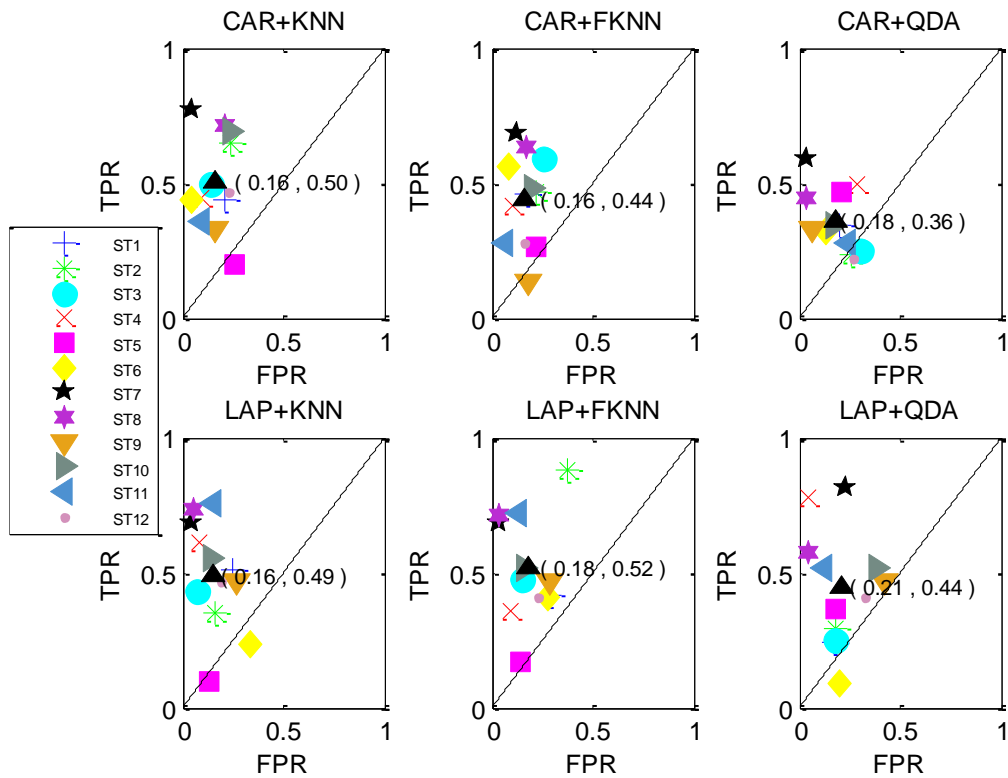 CAR+KNN
CAR+FKNN
CAR+QDA
1
TPR
0.5
( 0.16 , 0.50 )
0
0
0.5
1
FPR
1
TPR
0.5
( 0.16 , 0.44 )
0
0
0.5
1
FPR
1
TPR
0.5
( 0.18 , 0.36 )
0
0
0.5
1
FPR
ST1
ST2
ST3
ST4
ST5
ST6
ST7
ST8
ST9
ST10
ST11
ST12
LAP+KNN
LAP+FKNN
LAP+QDA
1
TPR
0.5
( 0.16 , 0.49 )
0
0
0.5
1
FPR
1
TPR
0.5
( 0.18 , 0.52 )
0
0
0.5
1
FPR
1
TPR
0.5
( 0.21 , 0.44 )
0
0
0.5
1
FPR